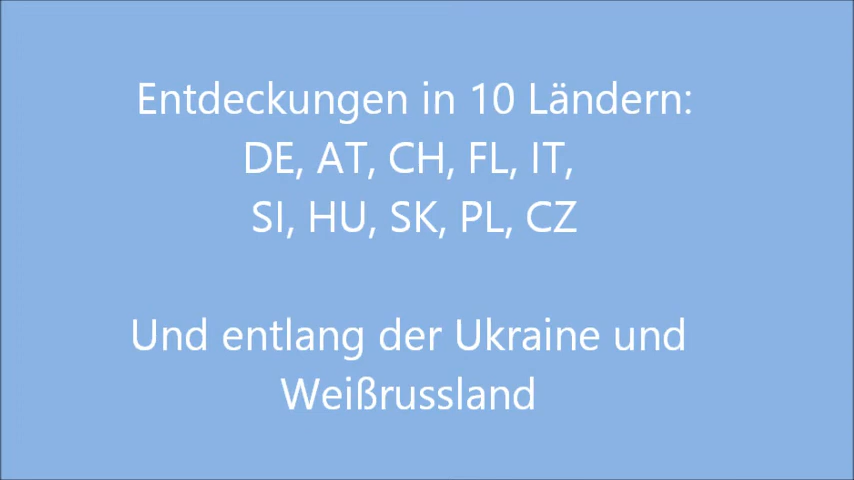 Entdeckungen in 10 Ländern:
DE, AT, CH, FL, IT,
SI, HU, SK, PL, CZ
Und entlang der Ukraine und
Weißrussland